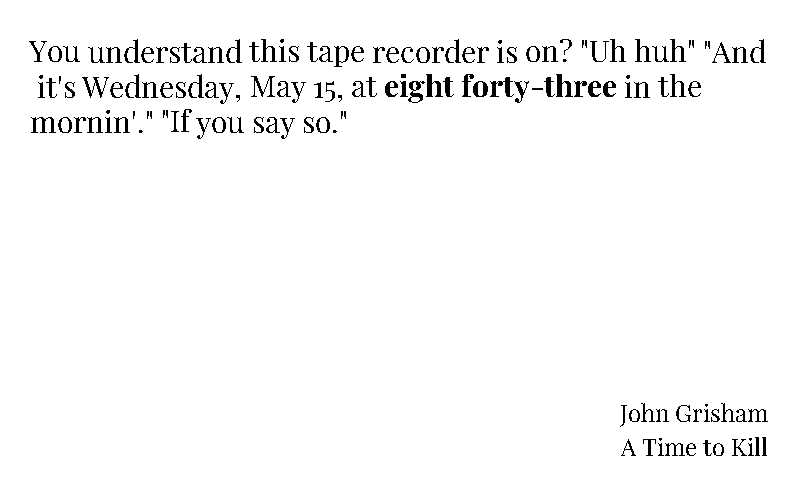 You understand this tape recorder is on? "Uh huh" "And
it's Wednesday, May 15, at eight forty-three in the
mornin'." "If you say so."
John Grisham
A Time to Kill